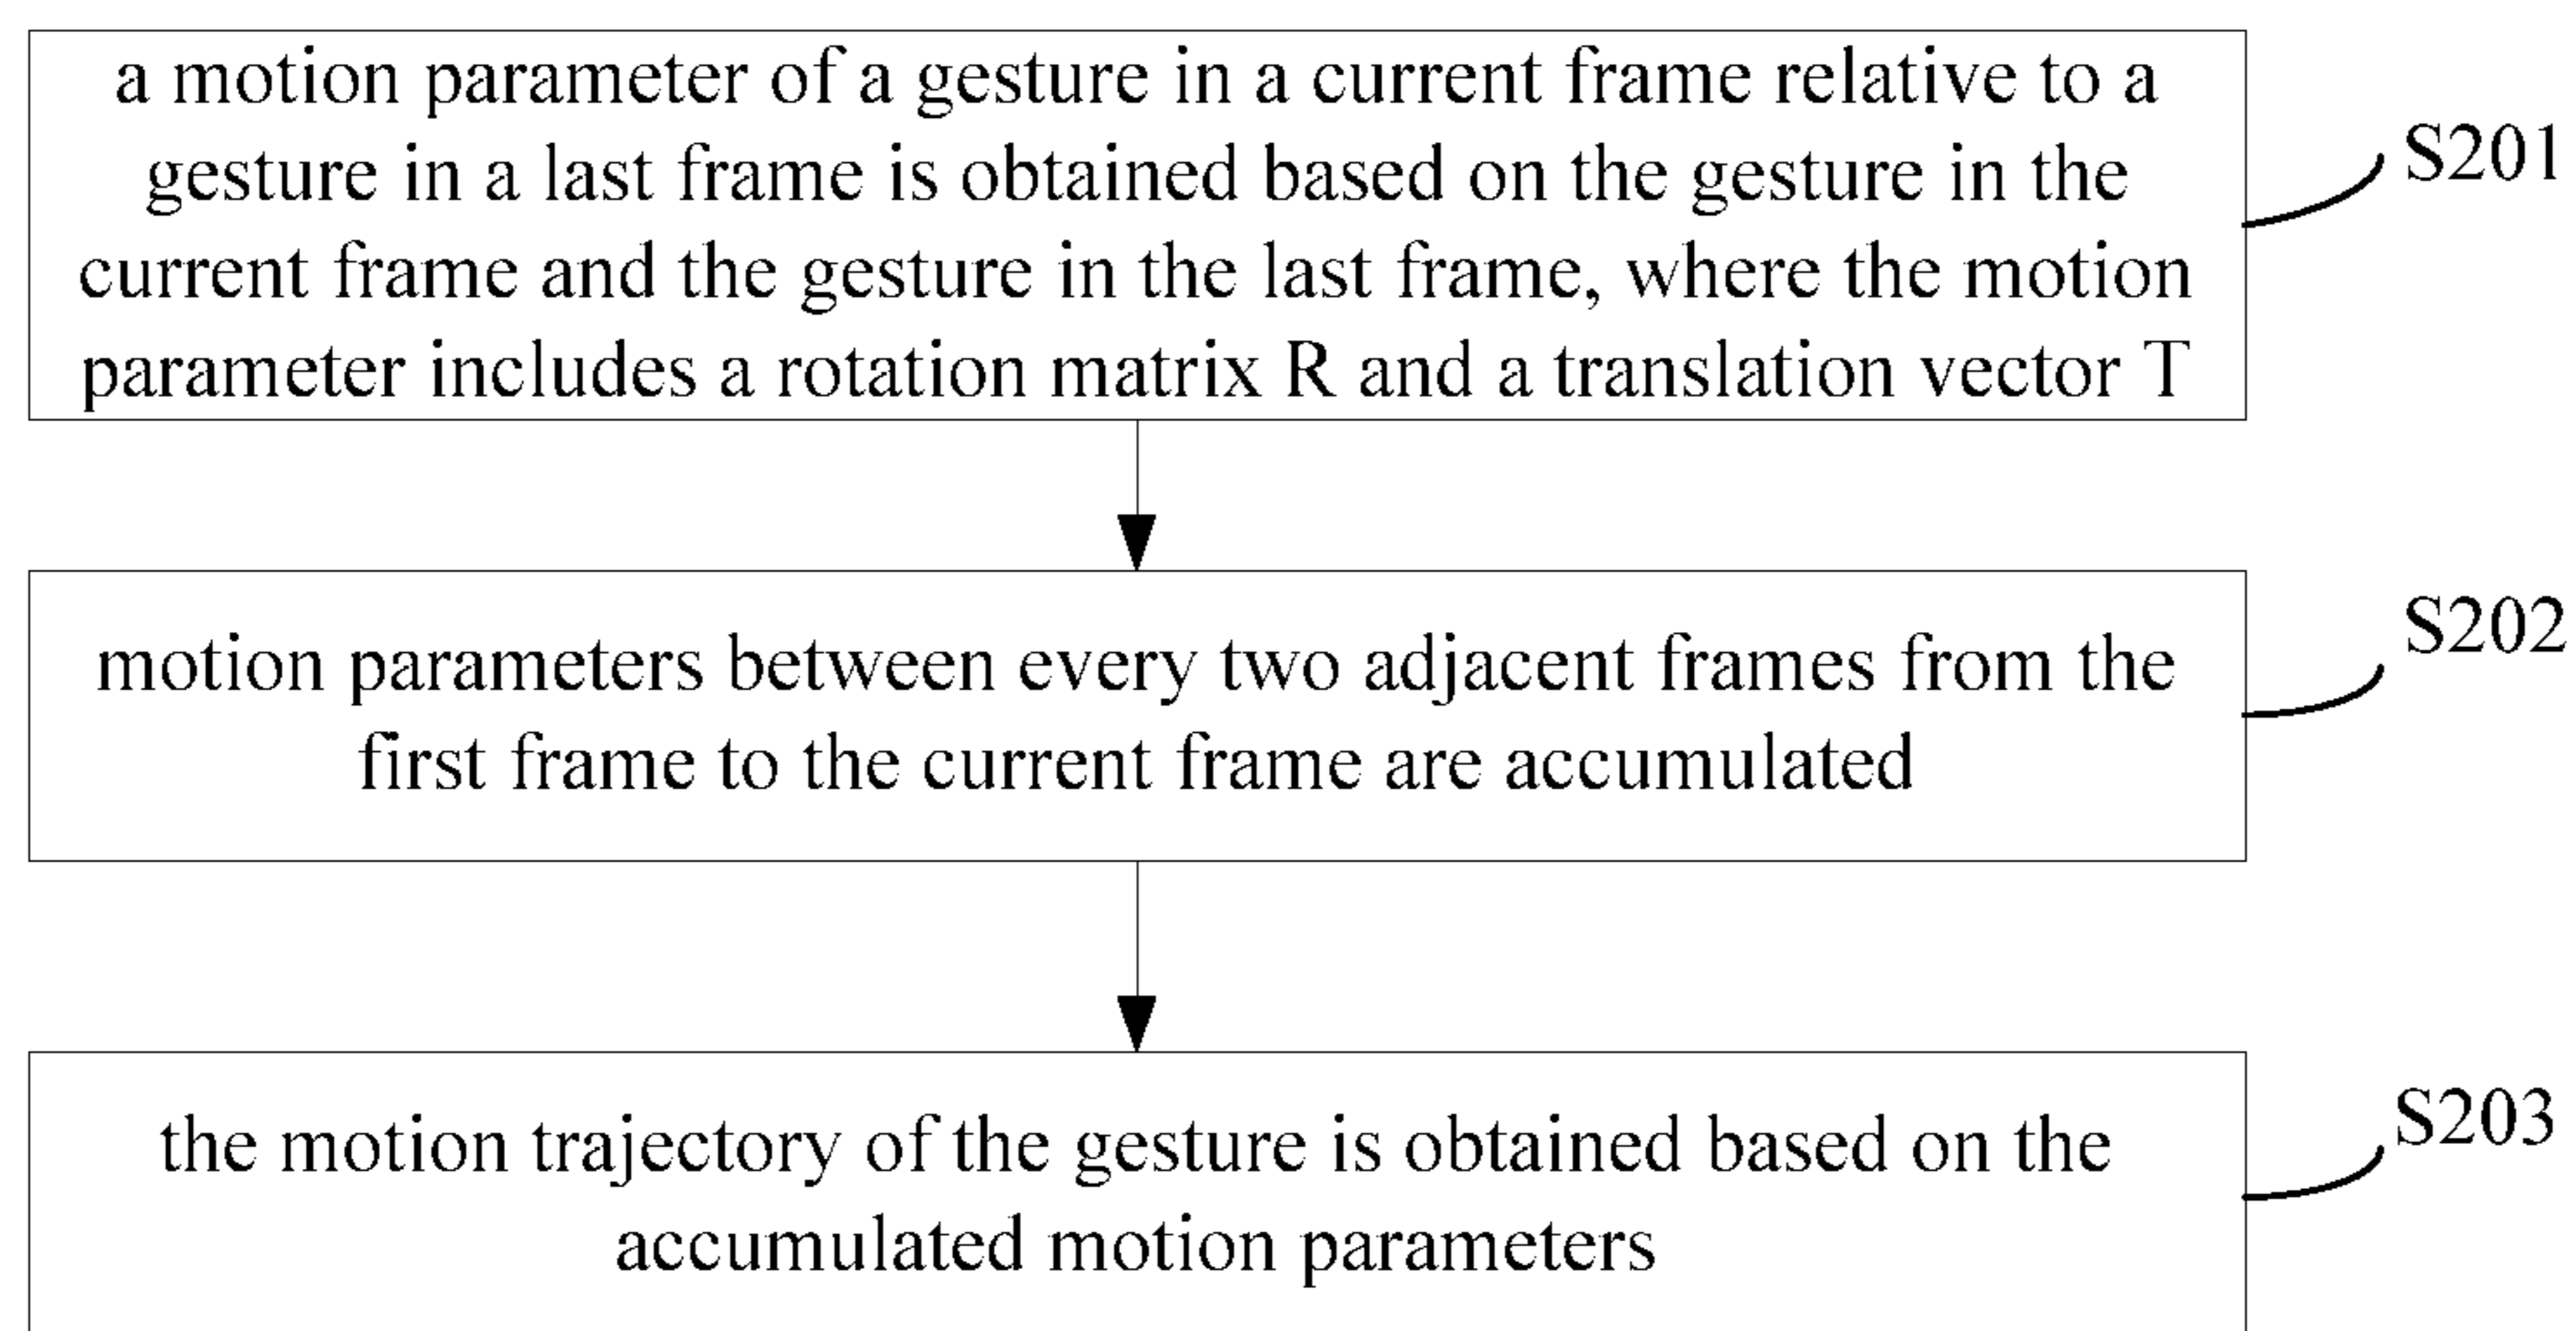 a motion parameter of a gesture in a current frame relative to a
gesture in a last frame is obtained based on the gesture in the
current frame and the gesture in the last frame, where the motion
parameter includes a rotation matrix R and a translation vector T
S201
motion parameters between every two adjacent frames from the
first frame to the current frame are accumulated
S202
the motion trajectory of the gesture is obtained based on the
accumulated motion parameters
S203